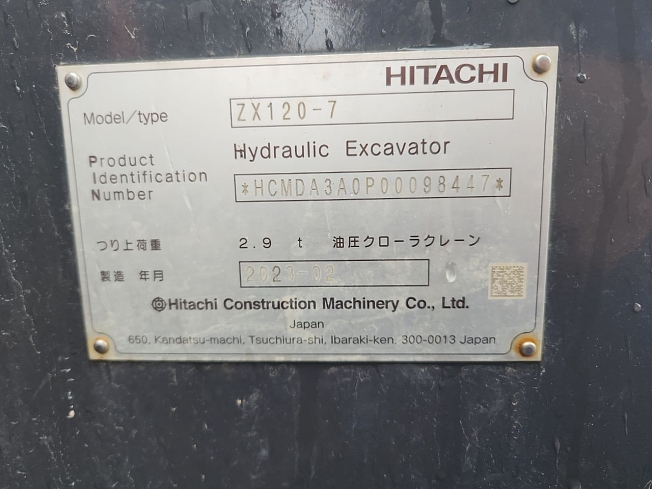 HITACHI
Model/type ZX120-7
Product Identification Number
Hydraulic Excavator
*HCMDA3A0P00098447*
つり上荷重 2.9 t 油圧クローラクレーン
製造 年月 2023-02
Hitachi Construction Machinery Co., Ltd.
Japan
650, Kandatsu-machi, Tsuchiura-shi, Ibaraki-ken. 300-0013 Japan